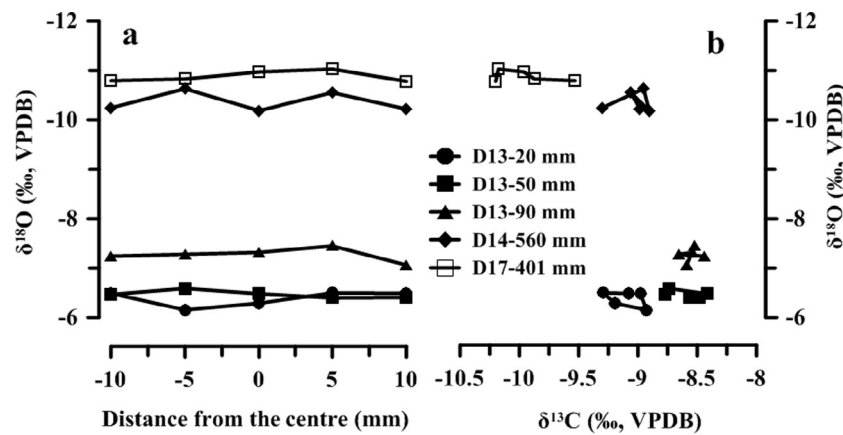 a
b
-12
-10
-8
-6
δ¹⁸O (‰, VPDB)
-12
-10
-8
-6
δ¹⁸O (‰, VPDB)
D13-20 mm
D13-50 mm
D13-90 mm
D14-560 mm
D17-401 mm
-10 -5 0 5 10
Distance from the centre (mm)
-10.5 -10 -9.5 -9 -8.5 -8
δ¹³C (‰, VPDB)